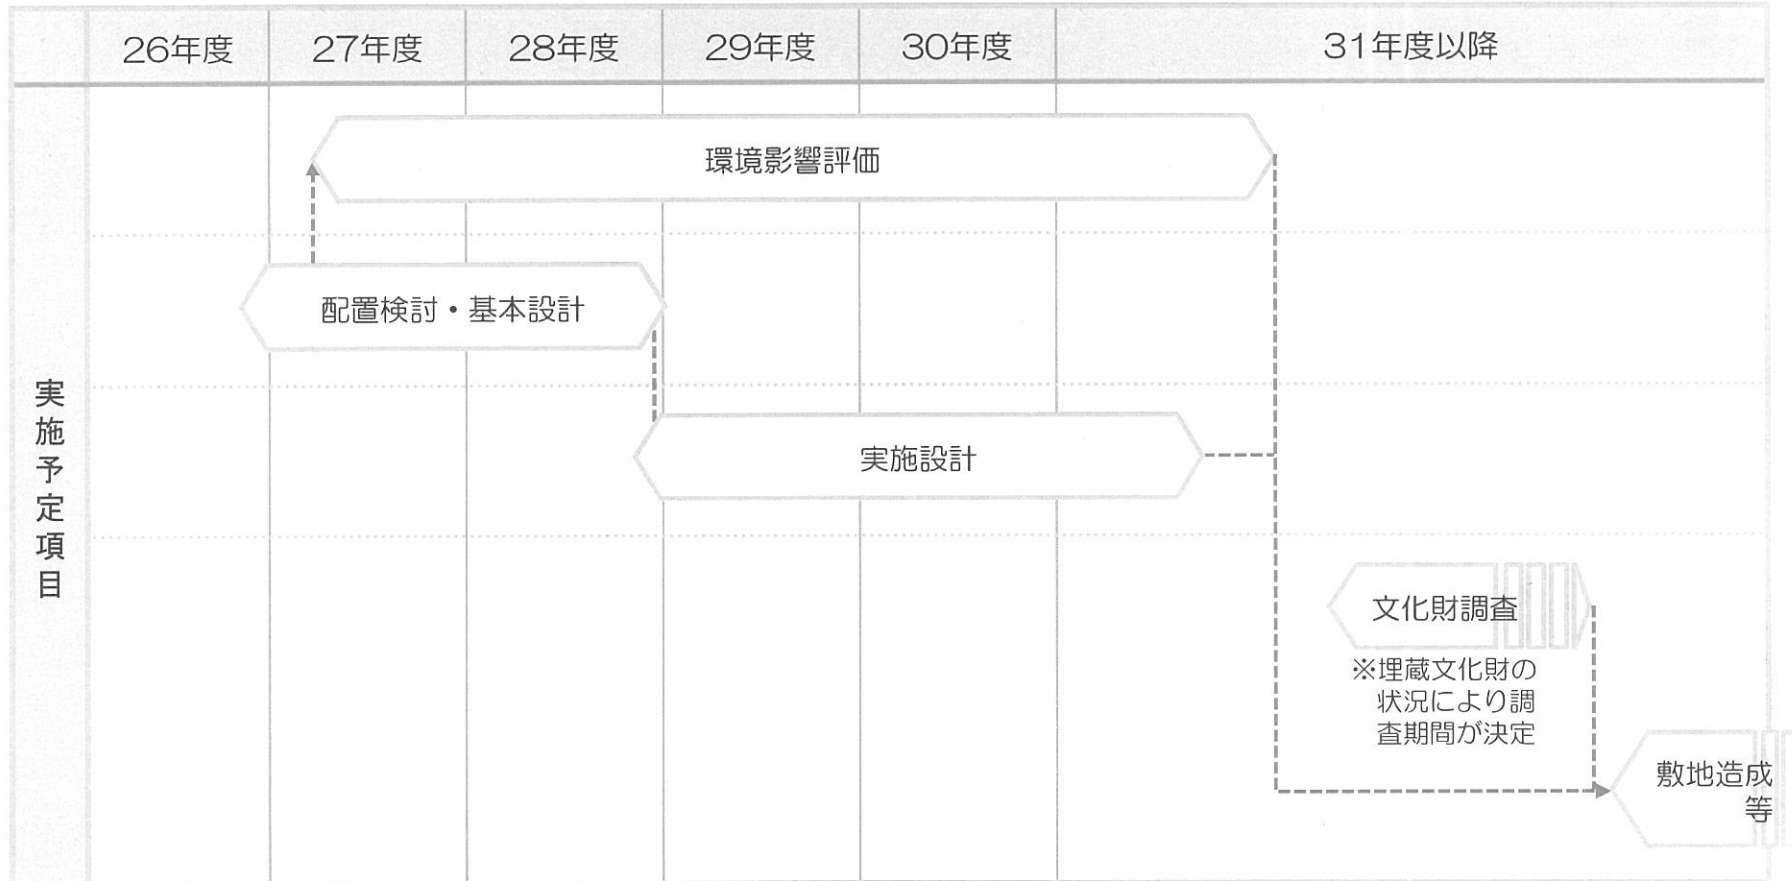 26年度 27年度 28年度 29年度 30年度 31年度以降
実施予定項目
環境影響評価
配置検討・基本設計
実施設計
文化財調査
※埋蔵文化財の
状況により調
査期間が決定
敷地造成
等